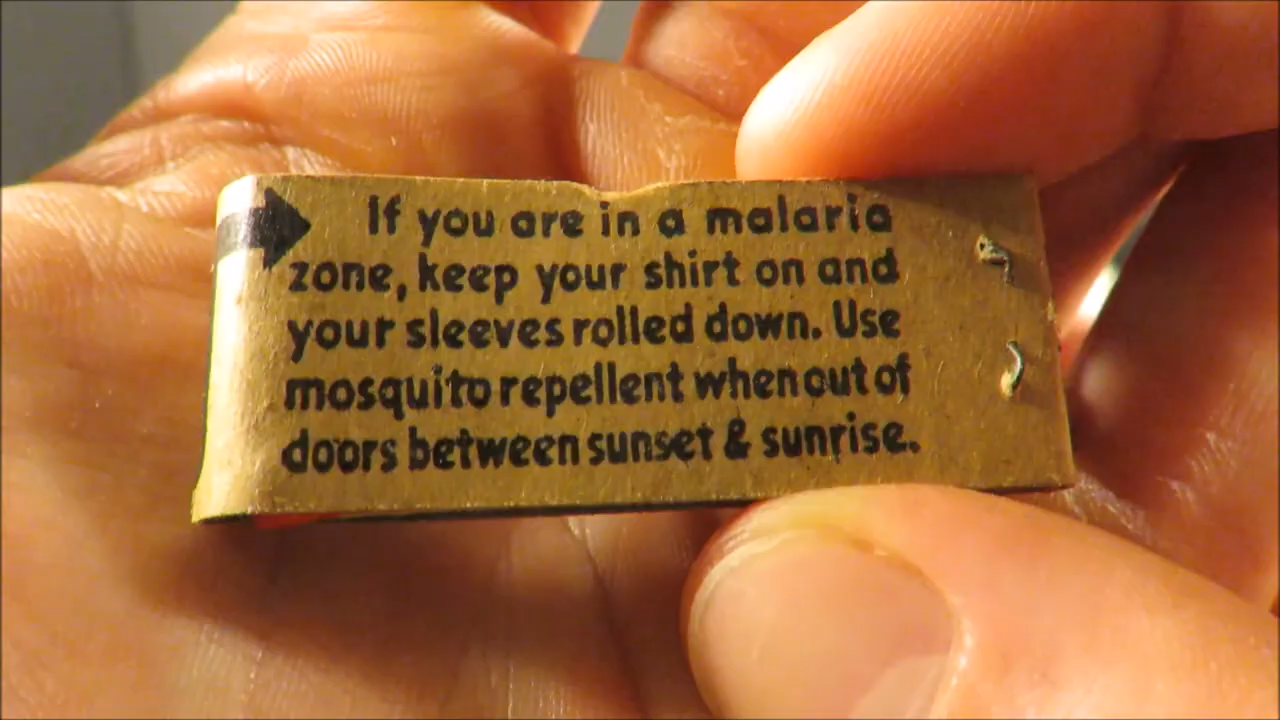 If you are in a malaria
zone, keep your shirt on and
your sleeves rolled down. Use
mosquito repellent when out of
doors between sunset & sunrise.